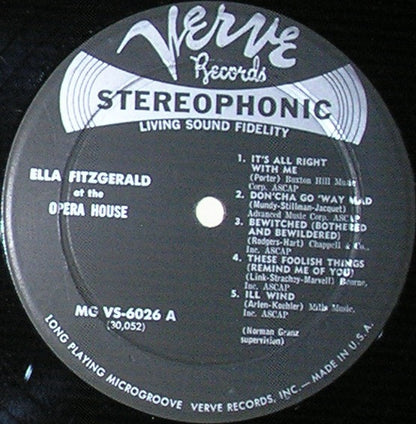 Verve
Records
STEREOPHONIC
LIVING SOUND FIDELITY
ELLA FITZGERALD
at the
OPERA HOUSE
MG VS-6026 A
(30,052)
1. IT'S ALL RIGHT
WITH ME
(Porter) Buxton Hill Music
Corp. ASCAP
2. DON'CHA GO 'WAY MAD
(Mundy-Stillman-Jacquet)
Advanced Music Corp. ASCAP
3. BEWITCHED (BOTHERED
AND BEWILDERED)
(Rodgers-Hart) Chappell & Co.,
Inc. ASCAP
4. THESE FOOLISH THINGS
(REMIND ME OF YOU)
(Link-Strachey-Marvell) Bourne,
Inc. ASCAP
5. ILL WIND
(Arlen-Koehler) Mills Music,
Inc. ASCAP
(Norman Granz
supervision)
LONG PLAYING MICROGROOVE VERVE RECORDS, INC.—MADE IN U.S.A.